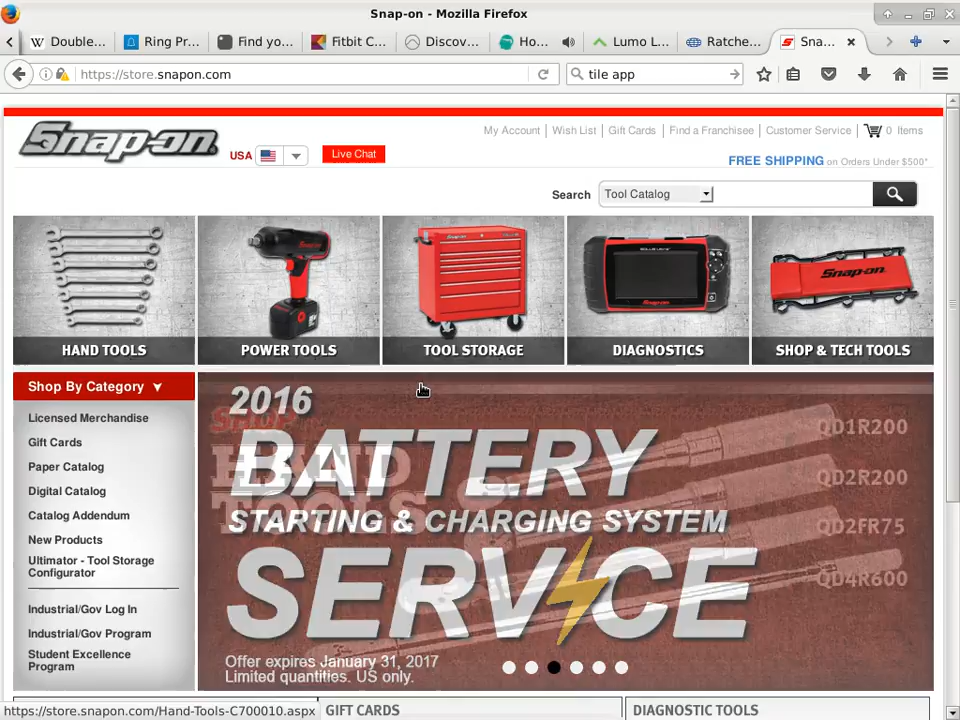 Snap-on - Mozilla Firefox
Double...
Ring Pr...
Find yo...
Fitbit C...
Discov...
Ho...
Lumo L...
Ratche...
Sna...
https://store.snapon.com
tile app
Snap-on
USA
Live Chat
My Account | Wish List | Gift Cards | Find a Franchisee | Customer Service | 0 Items
FREE SHIPPING on Orders Under $500*
Search
Tool Catalog
HAND TOOLS
POWER TOOLS
TOOL STORAGE
DIAGNOSTICS
SHOP & TECH TOOLS
Shop By Category
Licensed Merchandise
Gift Cards
Paper Catalog
Digital Catalog
Catalog Addendum
New Products
Ultimator - Tool Storage
Configurator
Industrial/Gov Log In
Industrial/Gov Program
Student Excellence
Program
2016
BATTERY
STARTING & CHARGING SYSTEM
SERVICE
Offer expires January 31, 2017
Limited quantities. US only.
SHOP
HAND
TOOLS
QD1R200
QD2R200
QD2FR75
QD4R600
https://store.snapon.com/Hand-Tools-C700010.aspx
GIFT CARDS
DIAGNOSTIC TOOLS